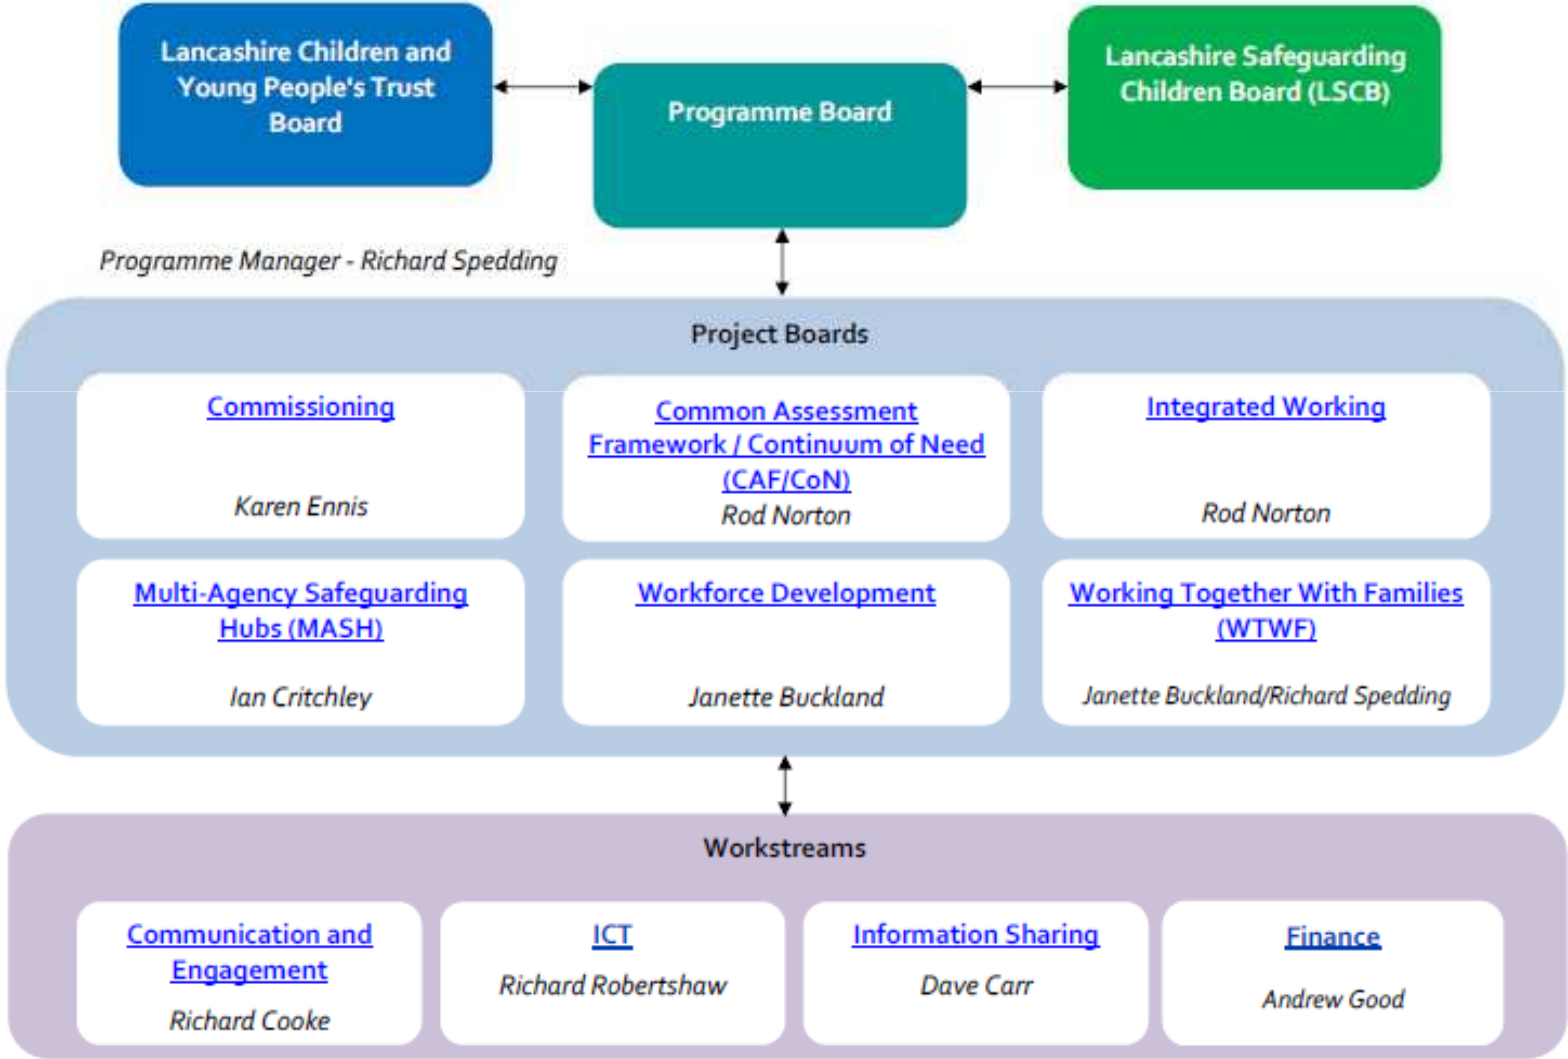 Lancashire Children and
Young People's Trust
Board
Programme Board
Lancashire Safeguarding
Children Board (LSCB)
Programme Manager - Richard Spedding
Project Boards
Commissioning
Karen Ennis
Common Assessment
Framework / Continuum of Need
(CAF/CoN)
Rod Norton
Integrated Working
Rod Norton
Multi-Agency Safeguarding
Hubs (MASH)
Ian Critchley
Workforce Development
Janette Buckland
Working Together With Families
(WTWF)
Janette Buckland/Richard Spedding
Workstreams
Communication and
Engagement
Richard Cooke
ICT
Richard Robertshaw
Information Sharing
Dave Carr
Finance
Andrew Good